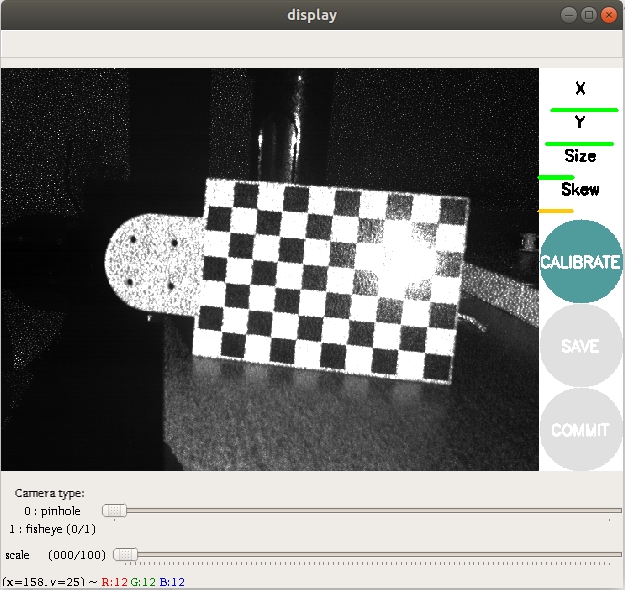 display
X
Y
Size
Skew
CALIBRATE
SAVE
COMMIT
Camera type:
0 : pinhole
1 : fisheye (0/1)
scale (000/100)
(x=158, y=25) ~ R:12 G:12 B:12